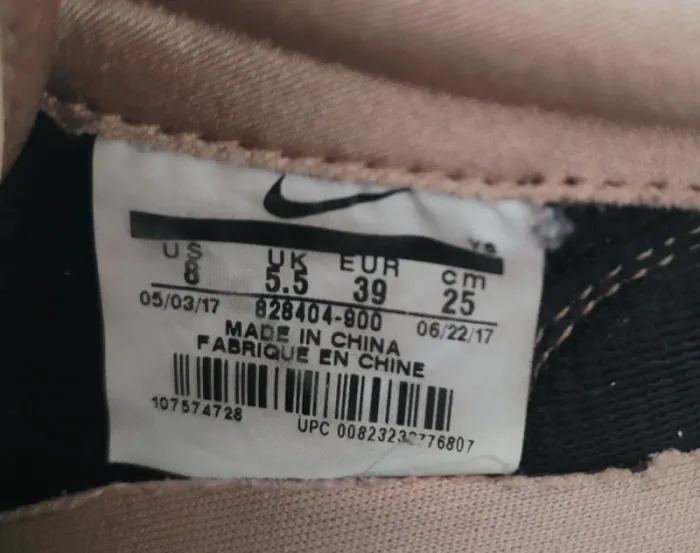 US UK EUR cm
8 5.5 39 25
05/03/17 828404-900 06/22/17
MADE IN CHINA
FABRIQUE EN CHINE
107574728 UPC